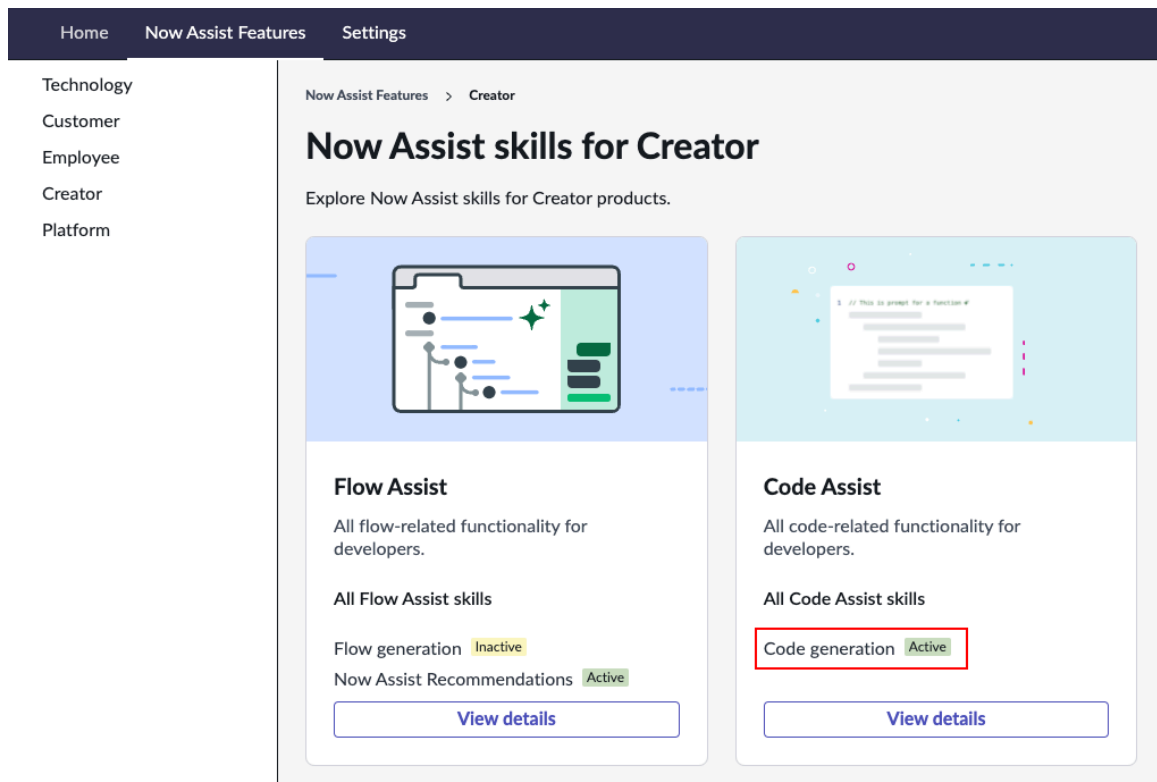 Home Now Assist Features Settings
Technology
Customer
Employee
Creator
Platform
Now Assist Features > Creator
Now Assist skills for Creator
Explore Now Assist skills for Creator products.
Flow Assist
All flow-related functionality for
developers.
All Flow Assist skills
Flow generation Inactive
Now Assist Recommendations Active
View details
1 // This is prompt for a function
Code Assist
All code-related functionality for
developers.
All Code Assist skills
Code generation Active
View details